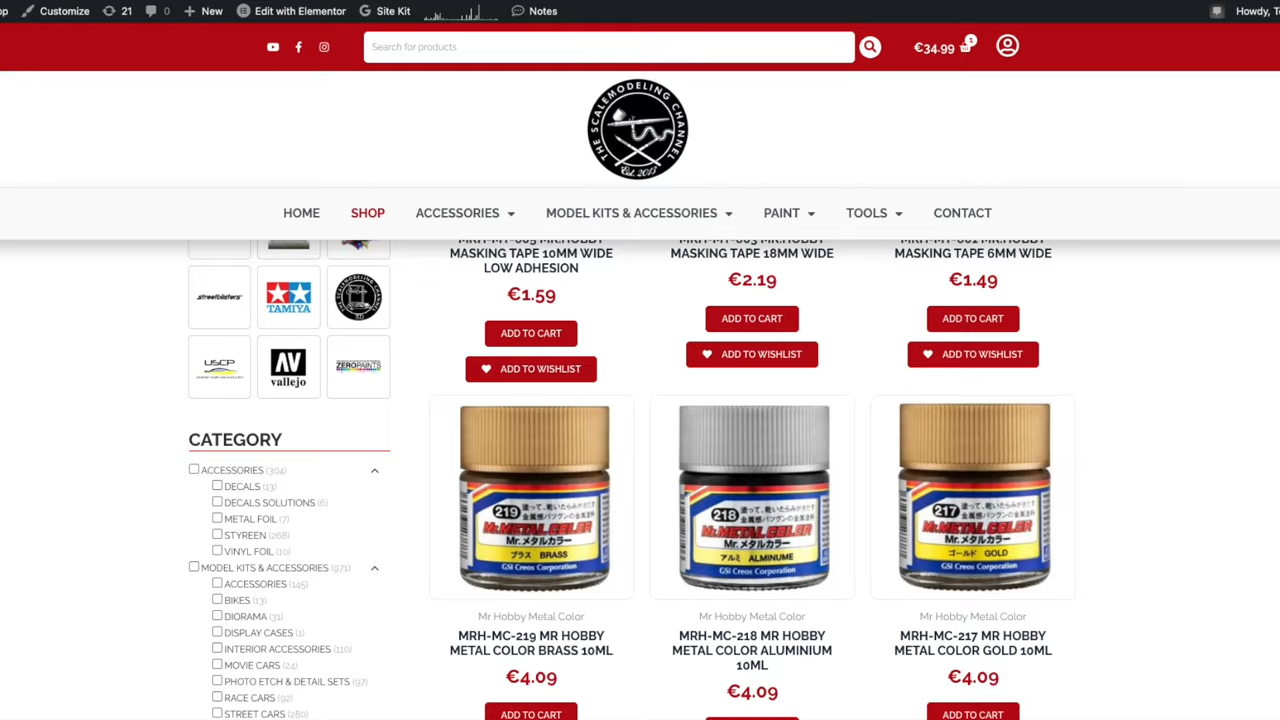 Customize
21
0
New
Edit with Elementor
Site Kit
Notes
Howdy,
Search for products
€34.99
1
THE SCALEMODELING CHANNEL
Est. 2013
HOME
SHOP
ACCESSORIES
MODEL KITS & ACCESSORIES
PAINT
TOOLS
CONTACT
streetblisters
TAMIYA
USCP
AV
vallejo
ZEROPAINTS
CATEGORY
ACCESSORIES (304)
DECALS (13)
DECALS SOLUTIONS (6)
METAL FOIL (7)
STYREEN (268)
VINYL FOIL (10)
MODEL KITS & ACCESSORIES (971)
ACCESSORIES (145)
BIKES (13)
DIORAMA (31)
DISPLAY CASES (1)
INTERIOR ACCESSORIES (110)
MOVIE CARS (24)
PHOTO ETCH & DETAIL SETS (97)
RACE CARS (92)
STREET CARS (280)
MASKING TAPE 10MM WIDE
LOW ADHESION
€1.59
ADD TO CART
ADD TO WISHLIST
MASKING TAPE 18MM WIDE
€2.19
ADD TO CART
ADD TO WISHLIST
MASKING TAPE 6MM WIDE
€1.49
ADD TO CART
ADD TO WISHLIST
219
Mr.METAL COLOR
Mr.メタルカラー
ブラス BRASS
GSI Creos Corporation
Mr Hobby Metal Color
MRH-MC-219 MR HOBBY
METAL COLOR BRASS 10ML
€4.09
ADD TO CART
218
Mr.METAL COLOR
Mr.メタルカラー
アルミ ALMINUME
GSI Creos Corporation
Mr Hobby Metal Color
MRH-MC-218 MR HOBBY
METAL COLOR ALUMINIUM
10ML
€4.09
217
Mr.METAL COLOR
Mr.メタルカラー
ゴールド GOLD
GSI Creos Corporation
Mr Hobby Metal Color
MRH-MC-217 MR HOBBY
METAL COLOR GOLD 10ML
€4.09
ADD TO CART